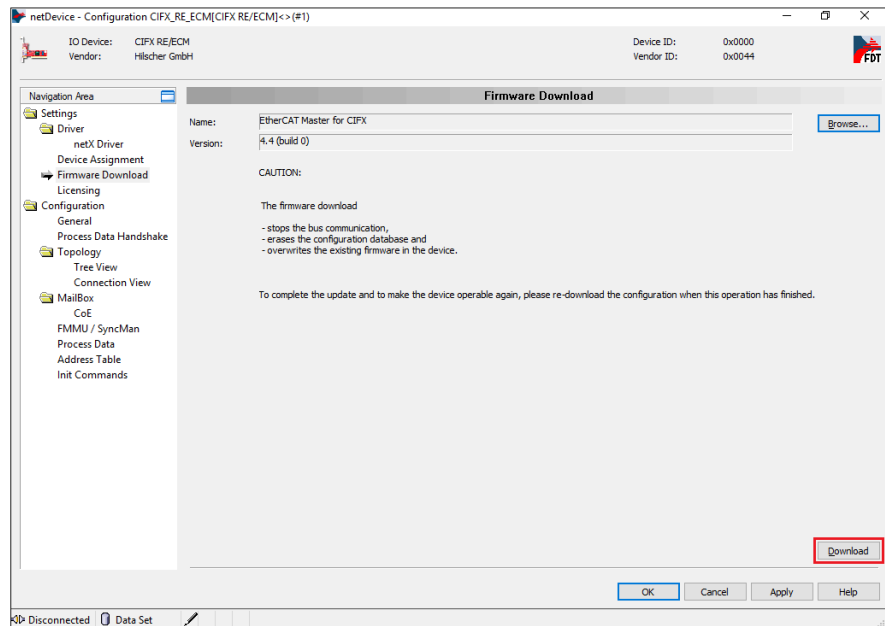 netDevice - Configuration CIFX_RE_ECM[CIFX RE/ECM]<>(#1)
IO Device: CIFX RE/ECM Device ID: 0x0000
Vendor: Hilscher GmbH Vendor ID: 0x0044
FDT
Navigation Area
Settings
Driver
netX Driver
Device Assignment
Firmware Download
Licensing
Configuration
General
Process Data Handshake
Topology
Tree View
Connection View
MailBox
CoE
FMMU / SyncMan
Process Data
Address Table
Init Commands
Firmware Download
Name: EtherCAT Master for CIFX Browse...
Version: 4.4 (build 0)
CAUTION:
The firmware download
- stops the bus communication,
- erases the configuration database and
- overwrites the existing firmware in the device.
To complete the update and to make the device operable again, please re-download the configuration when this operation has finished.
Download
OK Cancel Apply Help
Disconnected Data Set